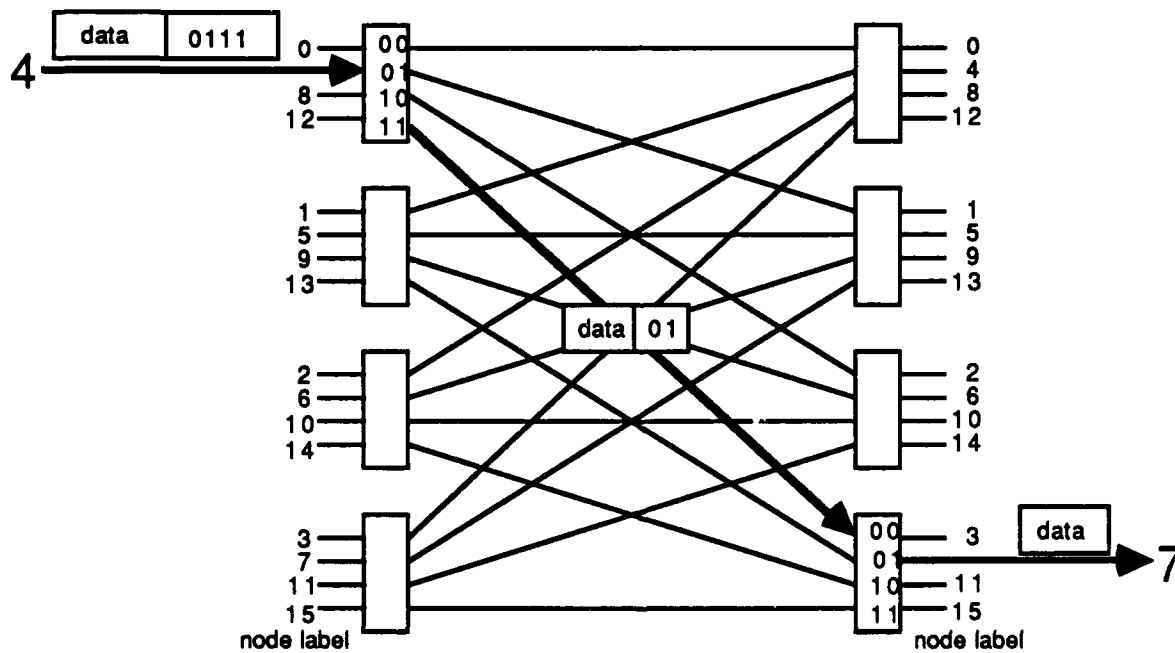 data 0111
0 00 0
4 01 4
8 10 8
12 11 12
1 1
5 5
9 9
13 13
data 01
2 2
6 6
10 10
14 14
3 00 3
data
7 01 7
11 10 11
15 11 15
node label node label